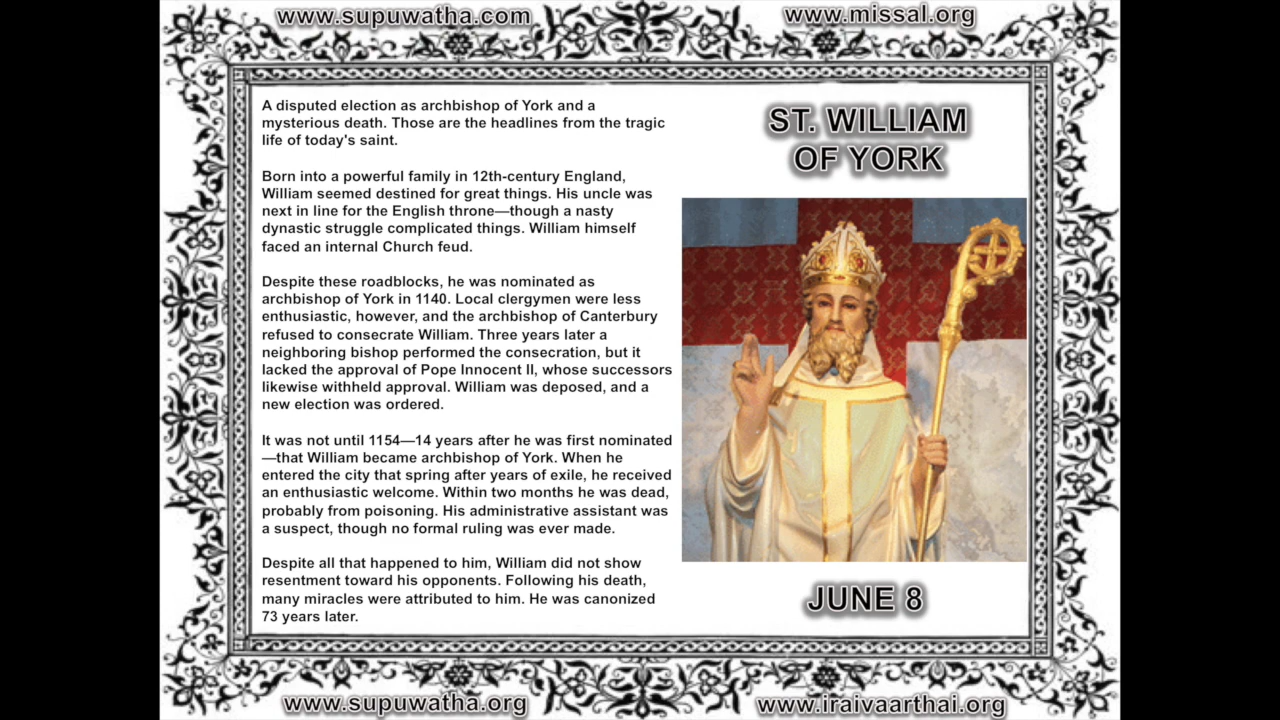 www.supuwatha.com
www.missal.org
A disputed election as archbishop of York and a
mysterious death. Those are the headlines from the tragic
life of today's saint.
Born into a powerful family in 12th-century England,
William seemed destined for great things. His uncle was
next in line for the English throne—though a nasty
dynastic struggle complicated things. William himself
faced an internal Church feud.
Despite these roadblocks, he was nominated as
archbishop of York in 1140. Local clergymen were less
enthusiastic, however, and the archbishop of Canterbury
refused to consecrate William. Three years later a
neighboring bishop performed the consecration, but it
lacked the approval of Pope Innocent II, whose successors
likewise withheld approval. William was deposed, and a
new election was ordered.
It was not until 1154—14 years after he was first nominated
—that William became archbishop of York. When he
entered the city that spring after years of exile, he received
an enthusiastic welcome. Within two months he was dead,
probably from poisoning. His administrative assistant was
a suspect, though no formal ruling was ever made.
Despite all that happened to him, William did not show
resentment toward his opponents. Following his death,
many miracles were attributed to him. He was canonized
73 years later.
ST. WILLIAM
OF YORK
JUNE 8
www.supuwatha.org
www.iraivaarthai.org